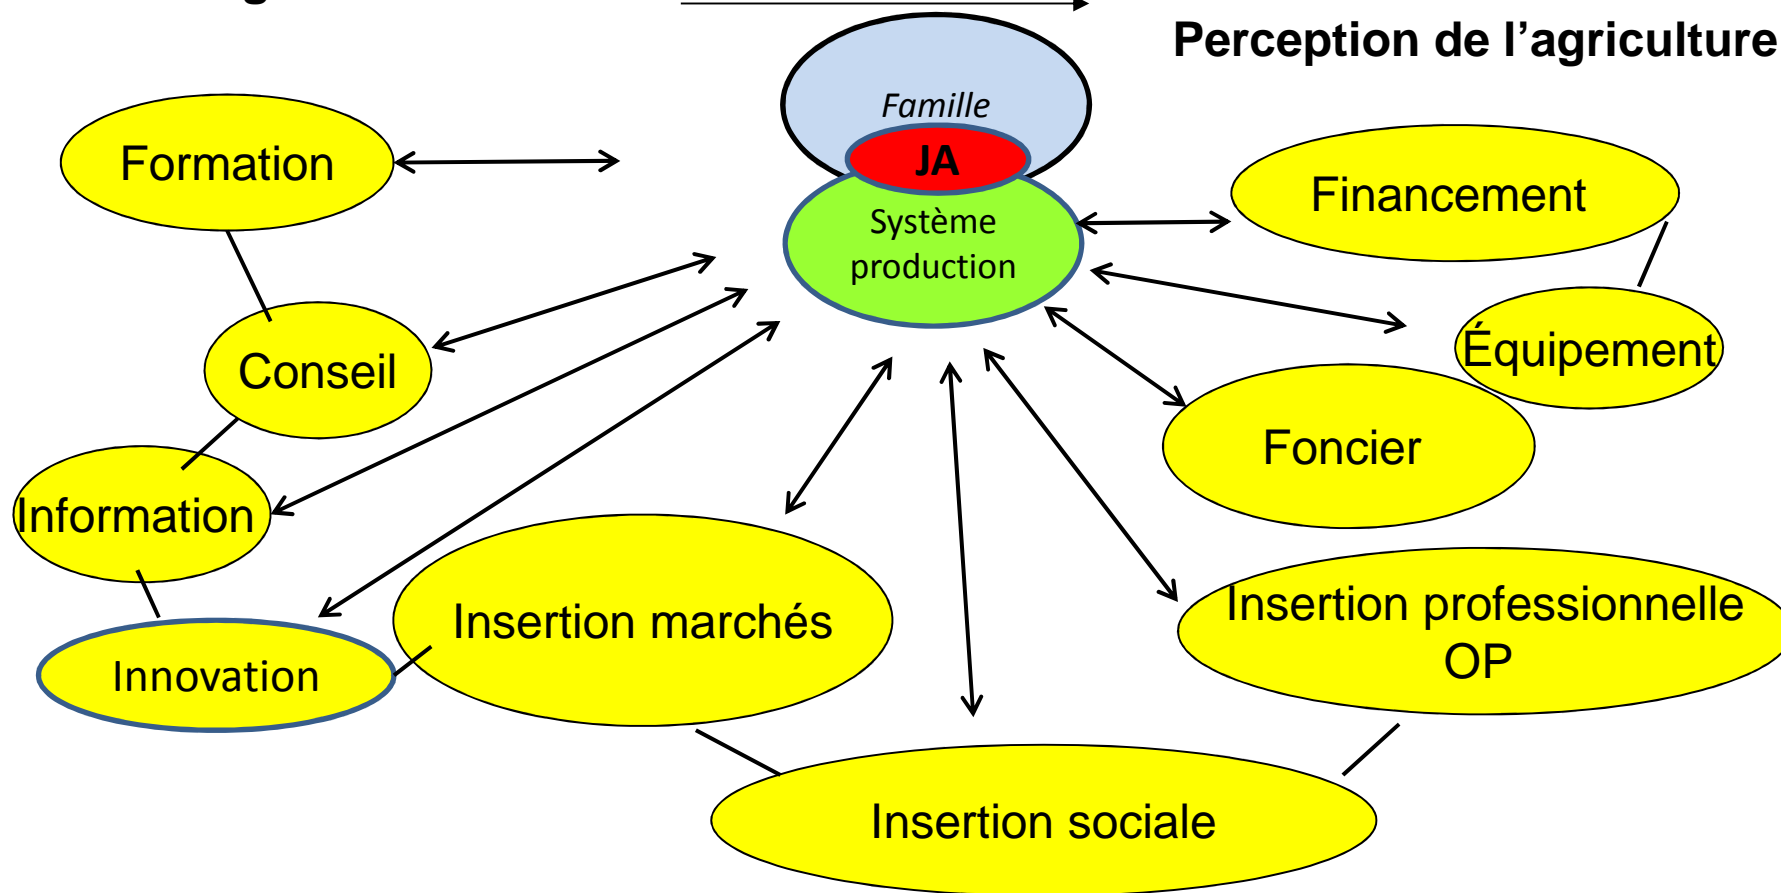 Perception de l’agriculture
Famille
JA
Système
production
Formation
Financement
Conseil
Équipement
Foncier
Information
Insertion marchés
Insertion professionnelle
OP
Innovation
Insertion sociale